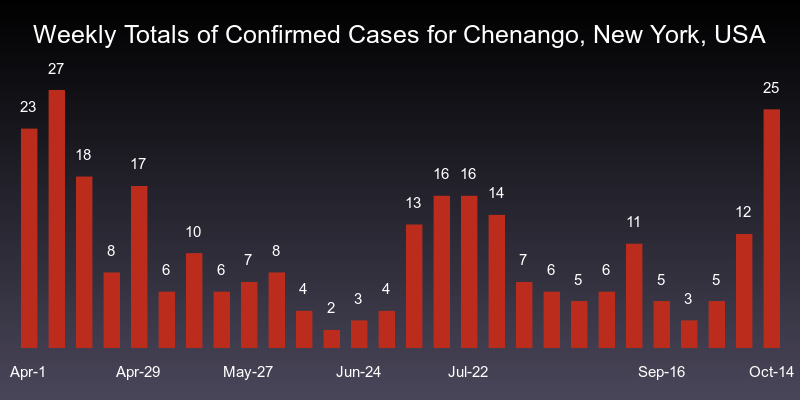 Weekly Totals of Confirmed Cases for Chenango, New York, USA
23 27 18 8 17 6 10 6 7 8 4 2 3 4 13 16 16 14 7 6 5 6 11 5 3 5 12 25
Apr-1 Apr-29 May-27 Jun-24 Jul-22 Sep-16 Oct-14